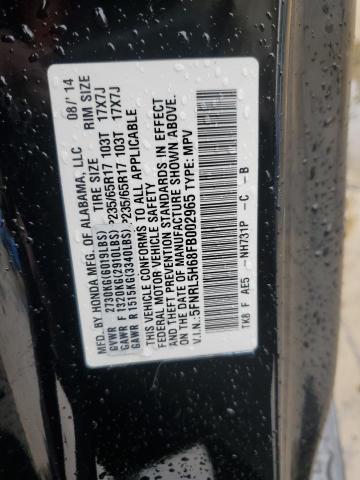 MFD. BY HONDA MFG. OF ALABAMA, LLC 08/'14
TIRE SIZE RIM SIZE
GVWR 2730KG(6019LBS)
GAWR F 1320KG(2910LBS) >235/65R17 103T 17X7J
GAWR R 1515KG(3340LBS) >235/65R17 103T 17X7J
THIS VEHICLE CONFORMS TO ALL APPLICABLE
FEDERAL MOTOR VEHICLE SAFETY, BUMPER, AND THEFT
PREVENTION STANDARDS IN EFFECT
ON THE DATE OF MANUFACTURE SHOWN ABOVE.
V.I.N.: 5FNRL5H68FB002965 TYPE: MPV
TK8 F AE5 NH731P -C -B